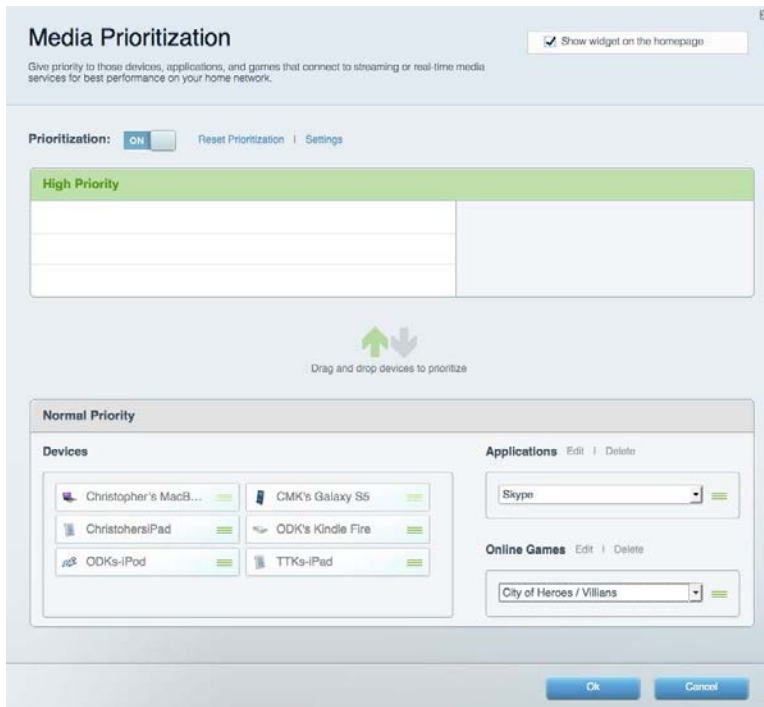 Media Prioritization
Show widget on the homepage
Give priority to those devices, applications, and games that connect to streaming or real-time media
services for best performance on your home network.
Prioritization: ON Reset Prioritization | Settings
High Priority
Drag and drop devices to prioritize
Normal Priority
Devices
Applications Edit | Delete
Christopher's MacB... CMK's Galaxy S5
Skype
ChristohersiPad ODK's Kindle Fire
ODKs-iPod TTKs-iPad
Online Games Edit | Delete
City of Heroes / Villians
Ok Cancel